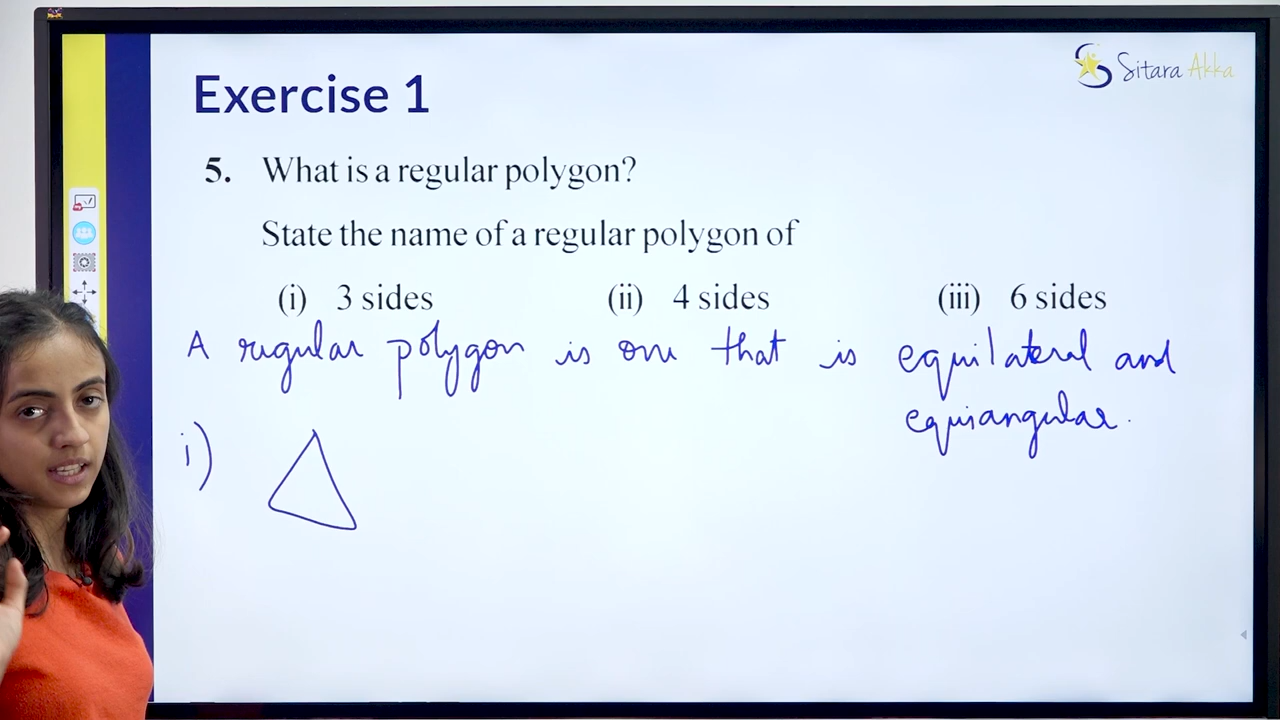 Sitara Akka
Exercise 1
5. What is a regular polygon?
State the name of a regular polygon of
(i) 3 sides (ii) 4 sides (iii) 6 sides
A regular polygon is one that is equilateral and
equiangular.
i)